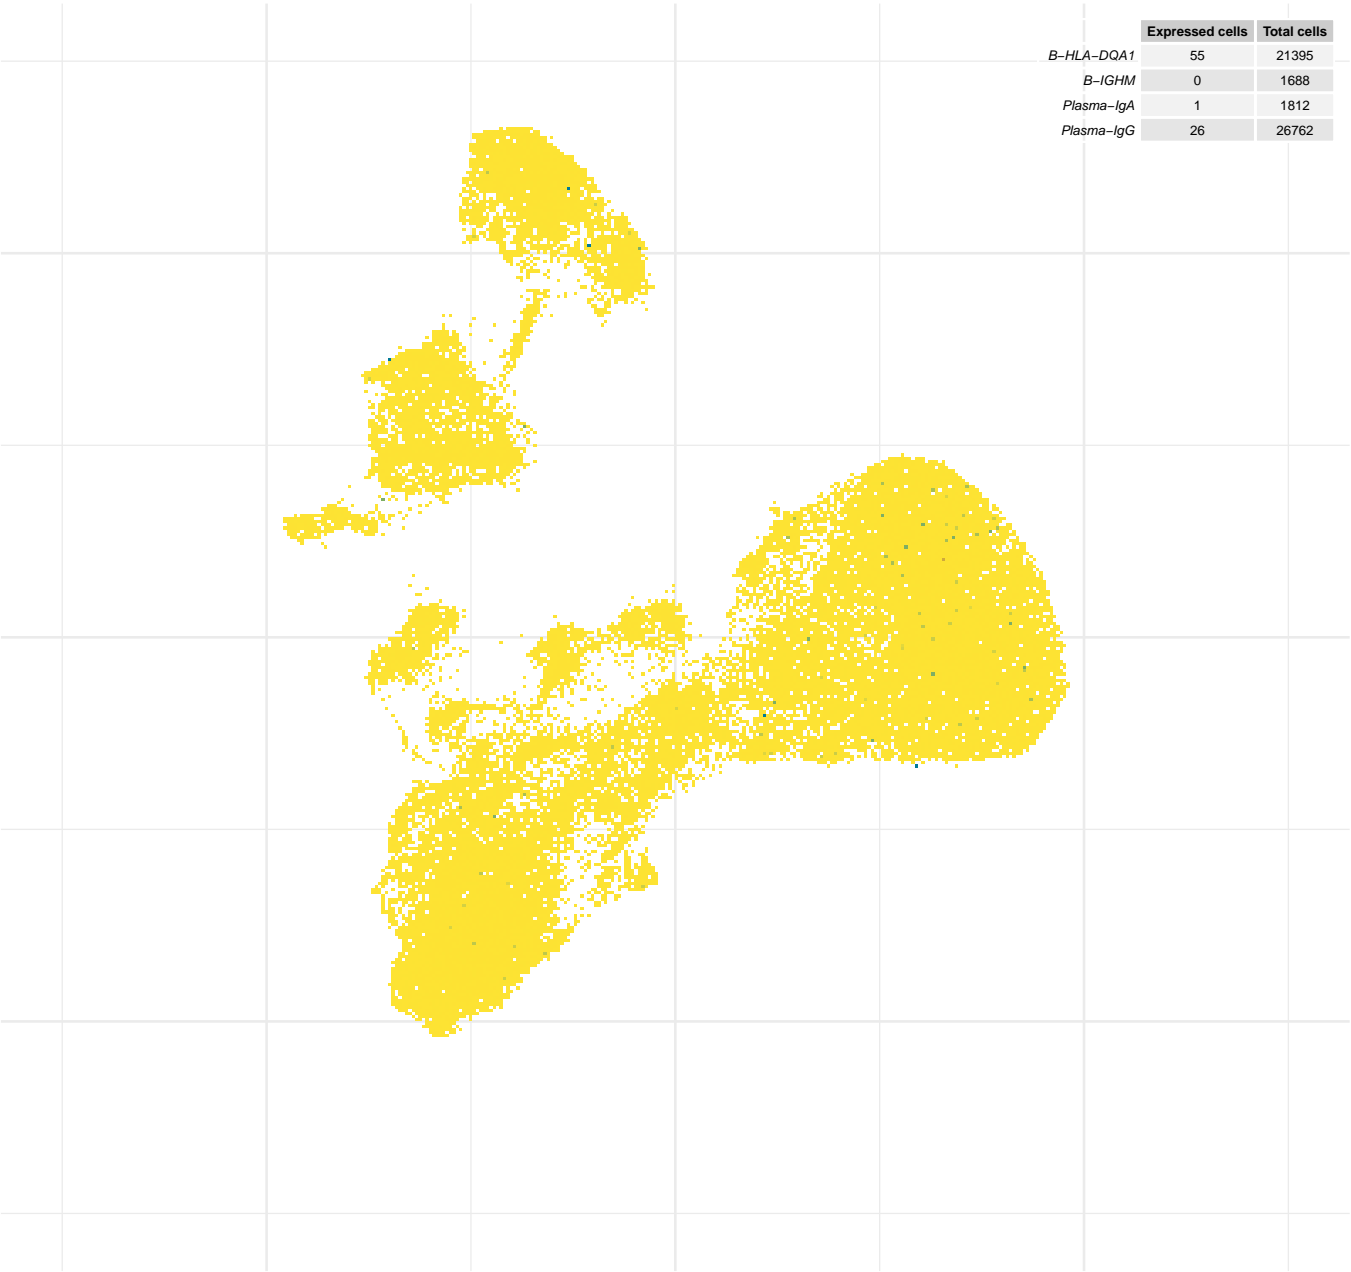 Expressed cells Total cells
B−HLA−DQA1 55 21395
B−IGHM 0 1688
Plasma−IgA 1 1812
Plasma−IgG 26 26762